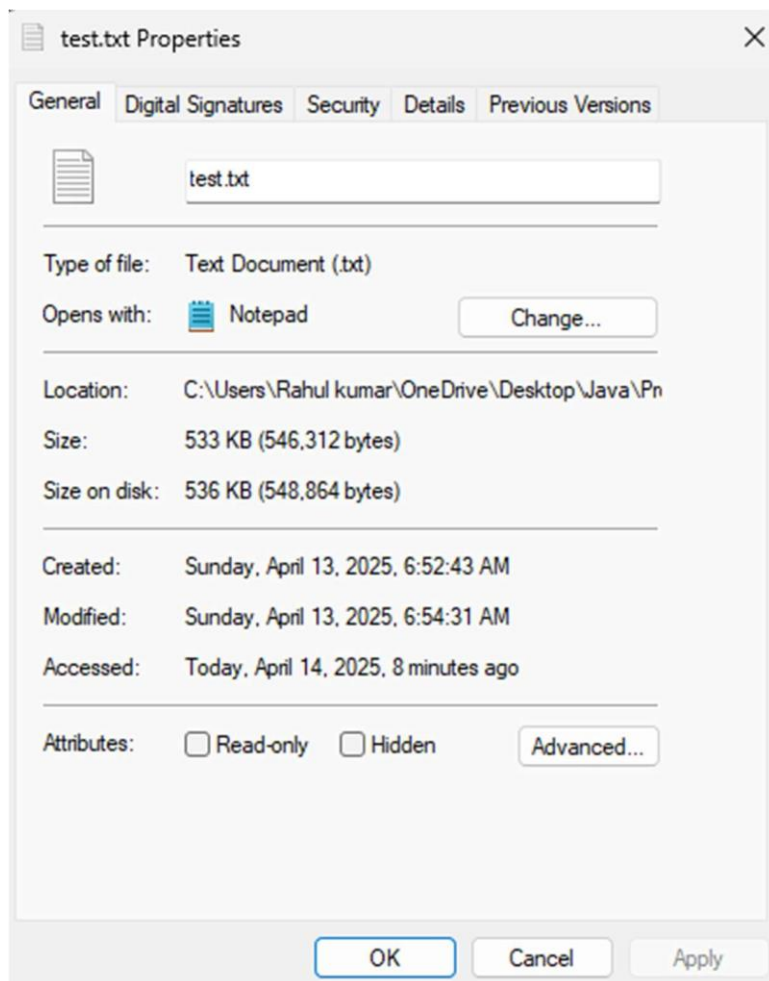 test.txt Properties
General Digital Signatures Security Details Previous Versions
test.txt
Type of file: Text Document (.txt)
Opens with: Notepad Change...
Location: C:\Users\Rahul kumar\OneDrive\Desktop\Java\Pr
Size: 533 KB (546,312 bytes)
Size on disk: 536 KB (548,864 bytes)
Created: Sunday, April 13, 2025, 6:52:43 AM
Modified: Sunday, April 13, 2025, 6:54:31 AM
Accessed: Today, April 14, 2025, 8 minutes ago
Attributes: Read-only Hidden Advanced...
OK Cancel Apply